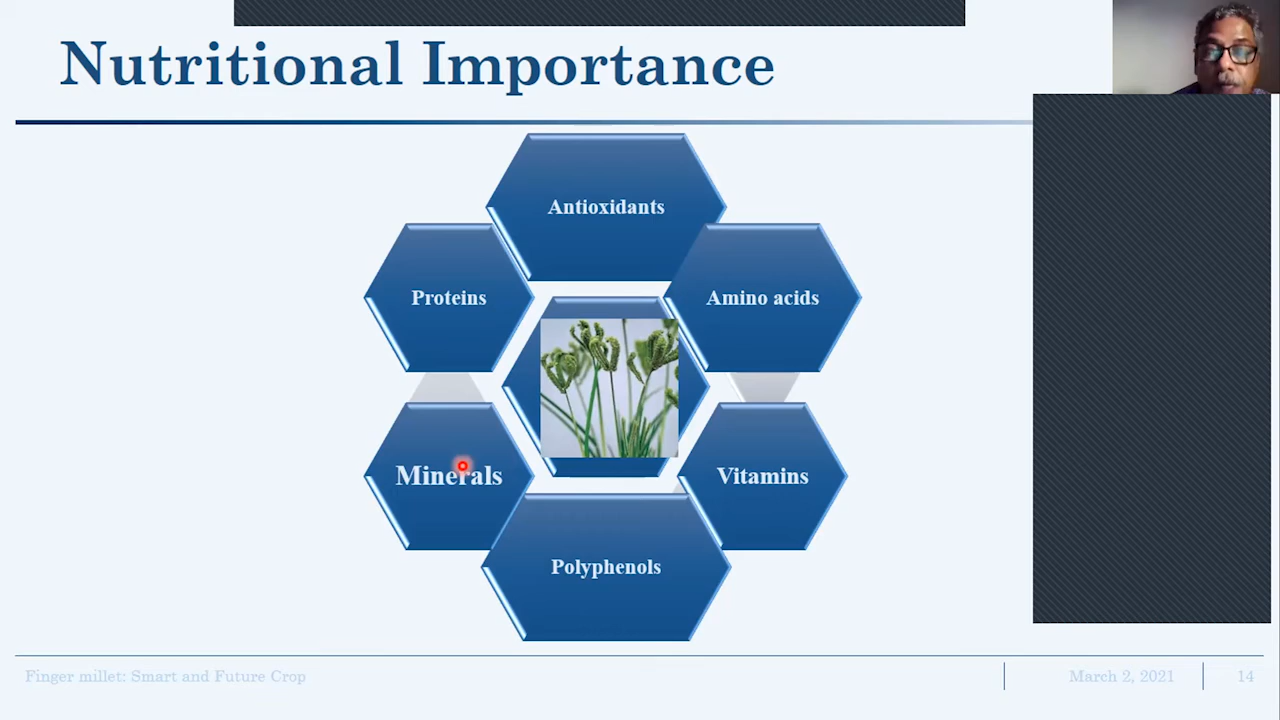 Nutritional Importance
Antioxidants
Proteins
Amino acids
Minerals
Vitamins
Polyphenols
Finger millet: Smart and Future Crop
March 2, 2021
14